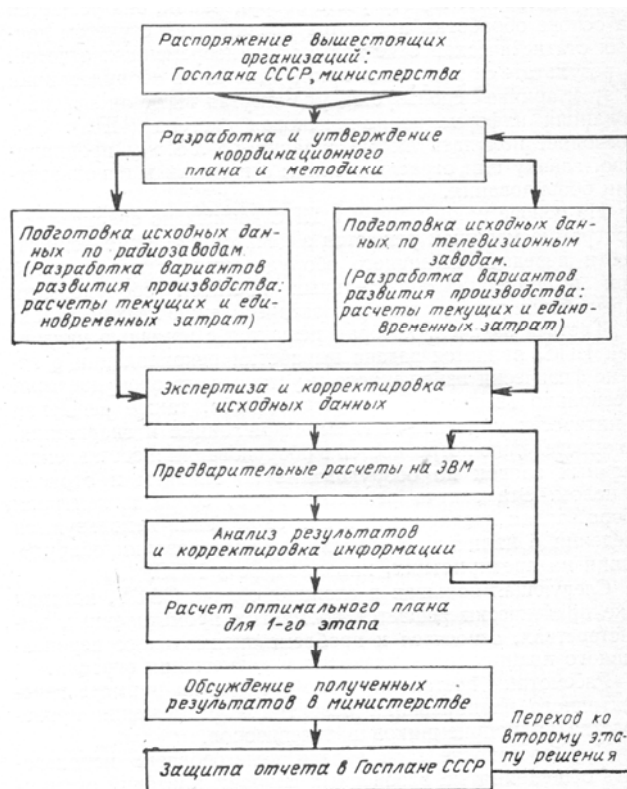 Распоряжение вышестоящих
организаций:
Госплана СССР, министерства
Разработка и утверждение
координационного
плана и методики
Подготовка исходных дан-
ных по радиозаводам.
(Разработка вариантов
развития производства;
расчеты текущих и еди-
новременных затрат)
Подготовка исходных дан-
ных по телевизионным
заводам.
(Разработка вариантов
развития производства;
расчеты текущих и едино-
временных затрат)
Экспертиза и корректировка
исходных данных
Предварительные расчеты на ЭВМ
Анализ результатов
и корректировка информации
Расчет оптимального плана
для 1-го этапа
Обсуждение полученных
результатов в министерстве
Переход ко
второму эта-
пу решения
Защита отчета в Госплане СССР